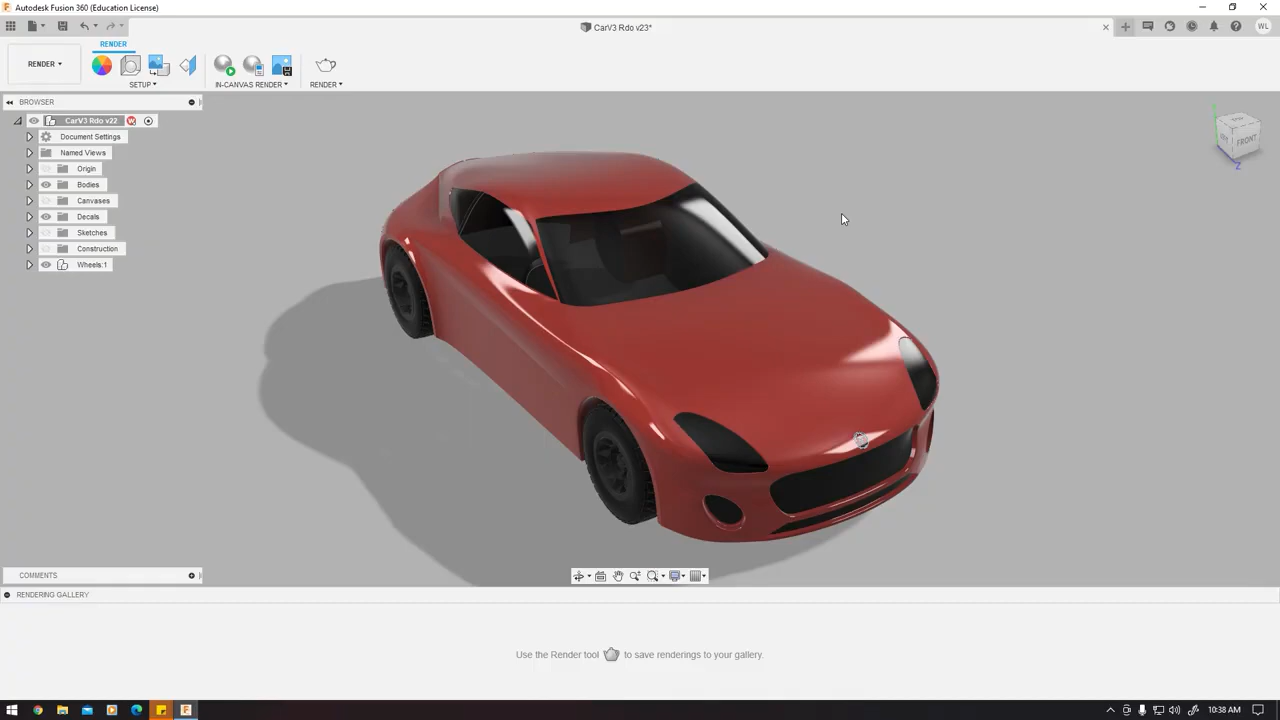 Autodesk Fusion 360 (Education License)
CarV3 Rdo v23*
WL
RENDER
RENDER
SETUP
IN-CANVAS RENDER
RENDER
BROWSER
CarV3 Rdo v22
Document Settings
Named Views
Origin
Bodies
Canvases
Decals
Sketches
Construction
Wheels:1
FRONT
Z
COMMENTS
RENDERING GALLERY
Use the Render tool to save renderings to your gallery.
10:38 AM